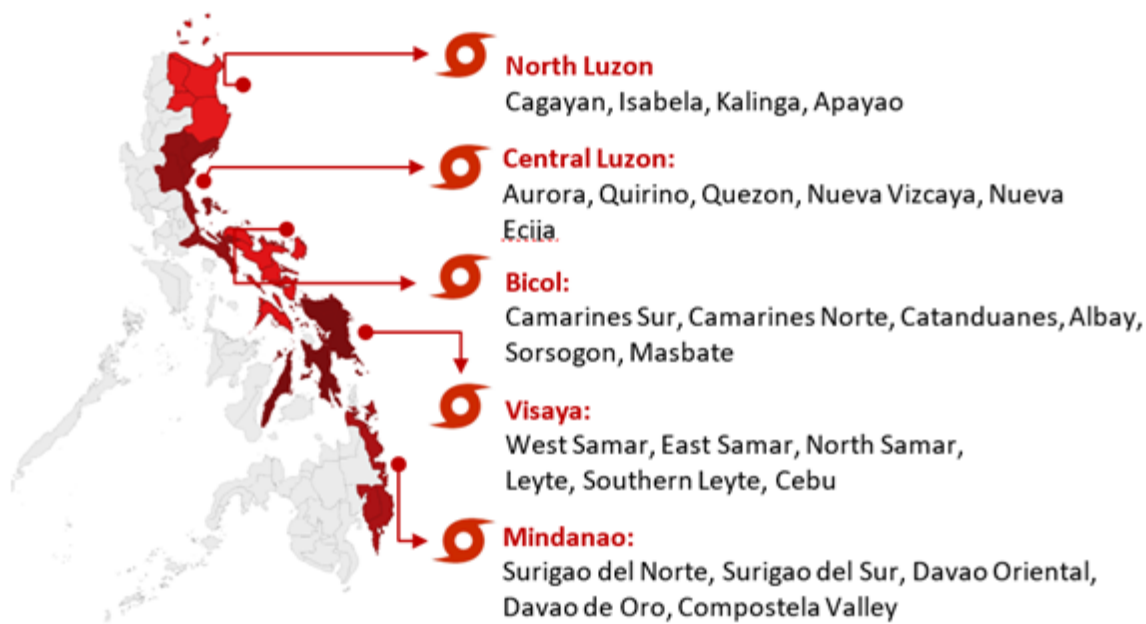 North Luzon
Cagayan, Isabela, Kalinga, Apayao
Central Luzon:
Aurora, Quirino, Quezon, Nueva Vizcaya, Nueva
Ecija
Bicol:
Camarines Sur, Camarines Norte, Catanduanes, Albay,
Sorsogon, Masbate
Visaya:
West Samar, East Samar, North Samar,
Leyte, Southern Leyte, Cebu
Mindanao:
Surigao del Norte, Surigao del Sur, Davao Oriental,
Davao de Oro, Compostela Valley